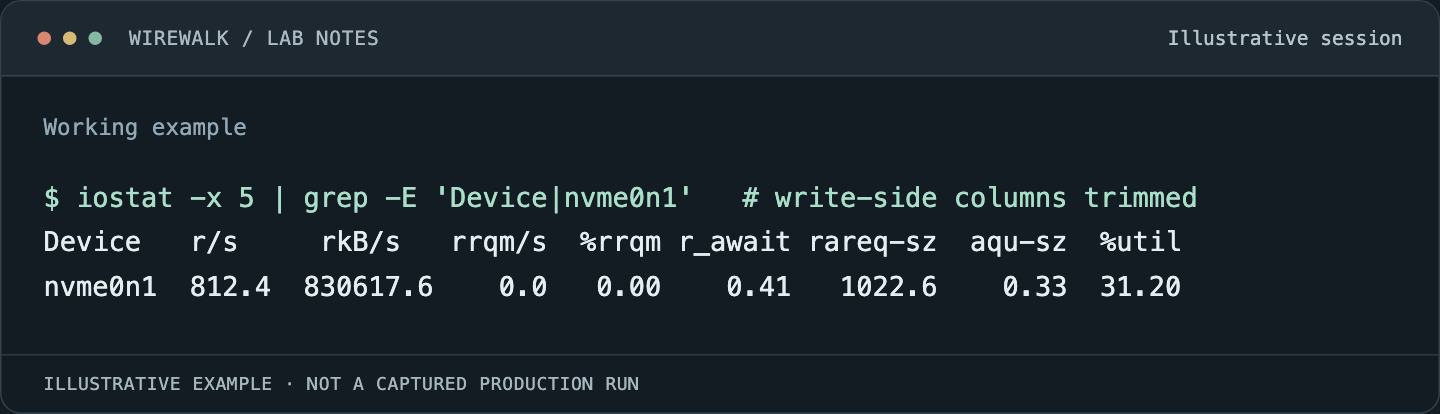 WIREWALK / LAB NOTES
Illustrative session
Working example
$ iostat -x 5 | grep -E 'Device|nvme0n1'   # write-side columns trimmed
Device   r/s     rkB/s   rrqm/s  %rrqm r_await rareq-sz  aqu-sz  %util
nvme0n1  812.4  830617.6    0.0   0.00    0.41   1022.6    0.33  31.20
ILLUSTRATIVE EXAMPLE · NOT A CAPTURED PRODUCTION RUN